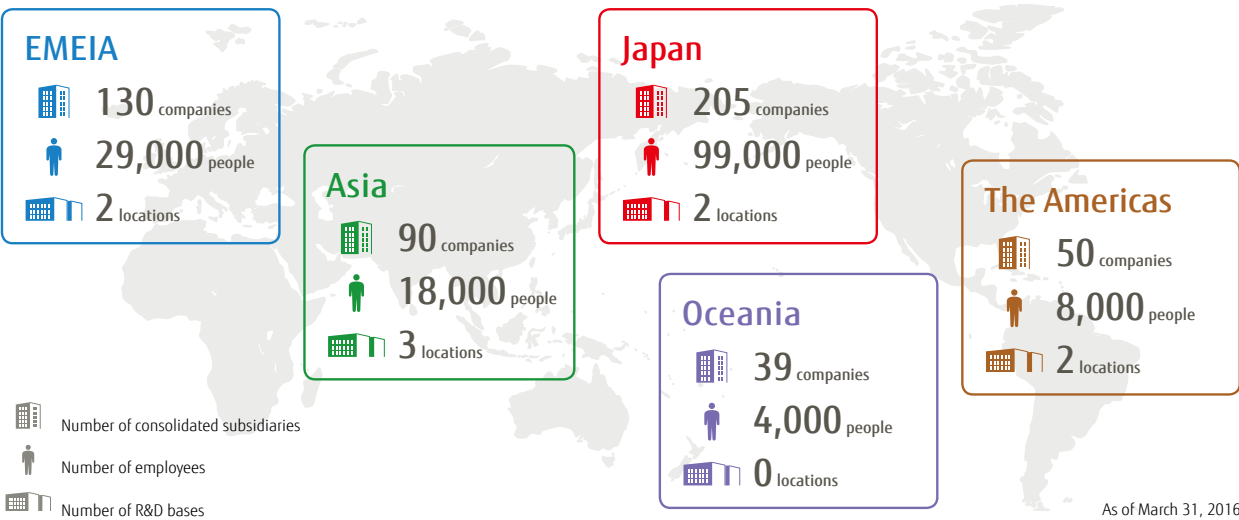 EMEIA
130 companies
29,000 people
2 locations
Asia
90 companies
18,000 people
3 locations
Japan
205 companies
99,000 people
2 locations
Oceania
39 companies
4,000 people
0 locations
The Americas
50 companies
8,000 people
2 locations
Number of consolidated subsidiaries
Number of employees
Number of R&D bases
As of March 31, 2016